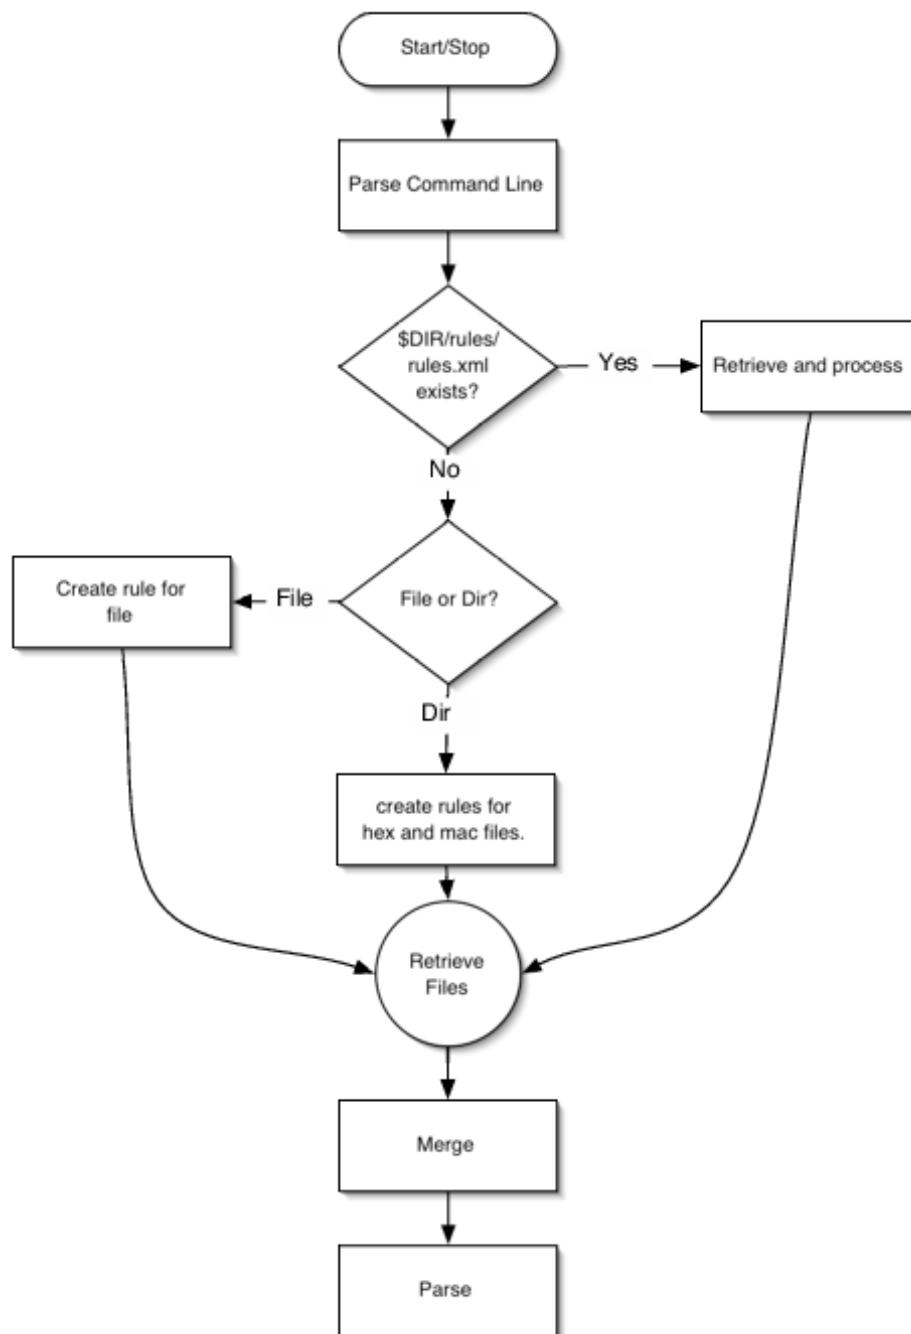 Start/Stop
Parse Command Line
$DIR/rules/
rules.xml
exists?
Yes
Retrieve and process
No
File or Dir?
File
Create rule for
file
Dir
create rules for
hex and mac files.
Retrieve
Files
Merge
Parse